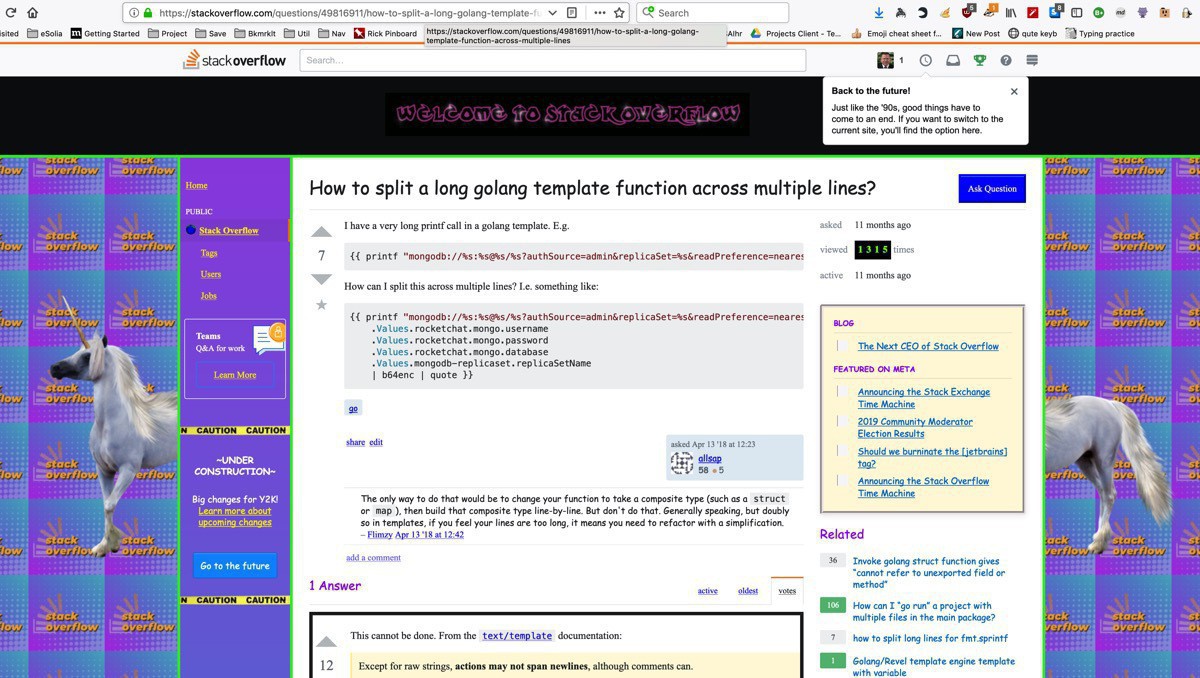 https://stackoverflow.com/questions/49816911/how-to-split-a-long-golang-template-f
Search
sited
eSolia
Getting Started
Project
Save
Bkmrklt
Util
Nav
Rick Pinboard
https://stackoverflow.com/questions/49816911/how-to-split-a-long-golang-
template-function-across-multiple-lines
Alhr
Projects Client - Te...
Emoji cheat sheet f...
New Post
qute keyb
Typing practice
stackoverflow
Search...
1
Back to the future!
Just like the '90s, good things have to
come to an end. If you want to switch to the
current site, you'll find the option here.
WELCOME TO STACK OVERFLOW
Home
PUBLIC
Stack Overflow
Tags
Users
Jobs
Teams
Q&A for work
Learn More
CAUTION CAUTION
~UNDER
CONSTRUCTION~
Big changes for Y2K!
Learn more about
upcoming changes
Go to the future
CAUTION CAUTION
How to split a long golang template function across multiple lines?
Ask Question
7
I have a very long printf call in a golang template. E.g.
{{ printf "mongodb://%s:%s@%s/%s?authSource=admin&replicaSet=%s&readPreference=neares
How can I split this across multiple lines? I.e. something like:
{{ printf "mongodb://%s:%s@%s/%s?authSource=admin&replicaSet=%s&readPreference=neares
.Values.rocketchat.mongo.username
.Values.rocketchat.mongo.password
.Values.rocketchat.mongo.database
.Values.mongodb-replicaset.replicaSetName
| b64enc | quote }}
go
share edit
asked Apr 13 '18 at 12:23
allsap
58 5
The only way to do that would be to change your function to take a composite type (such as a struct
or map ), then build that composite type line-by-line. But don't do that. Generally speaking, but doubly
so in templates, if you feel your lines are too long, it means you need to refactor with a simplification.
– Flimzy Apr 13 '18 at 12:42
add a comment
1 Answer
active oldest votes
12
This cannot be done. From the text/template documentation:
Except for raw strings, actions may not span newlines, although comments can.
asked 11 months ago
viewed 1315 times
active 11 months ago
BLOG
The Next CEO of Stack Overflow
FEATURED ON META
Announcing the Stack Exchange
Time Machine
2019 Community Moderator
Election Results
Should we burninate the [jetbrains]
tag?
Announcing the Stack Overflow
Time Machine
Related
36 Invoke golang struct function gives
"cannot refer to unexported field or
method"
106 How can I "go run" a project with
multiple files in the main package?
7 how to split long lines for fmt.sprintf
1 Golang/Revel template engine template
with variable
stack
overflow